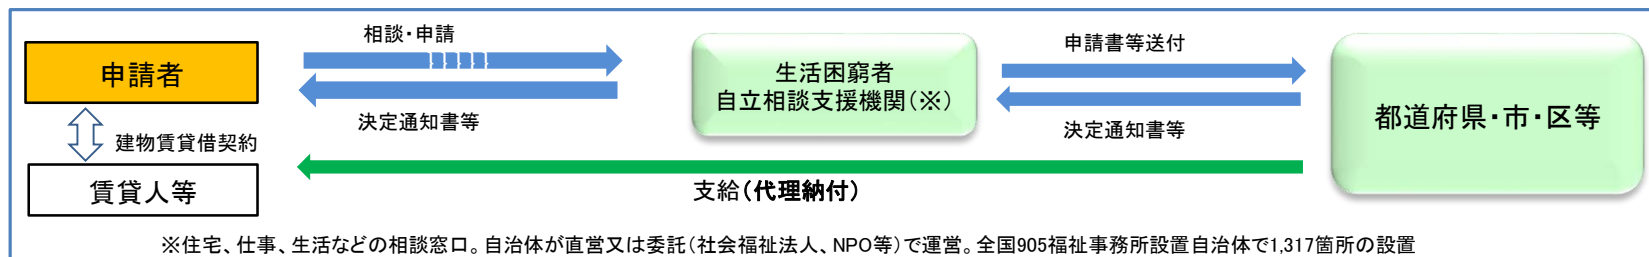 相談・申請
申請書等送付
申請者
生活困窮者
自立相談支援機関(※)
都道府県・市・区等
決定通知書等
決定通知書等
建物賃貸借契約
賃貸人等
支給(代理納付)
※住宅、仕事、生活などの相談窓口。自治体が直営又は委託(社会福祉法人、NPO等)で運営。全国905福祉事務所設置自治体で1,317箇所の設置